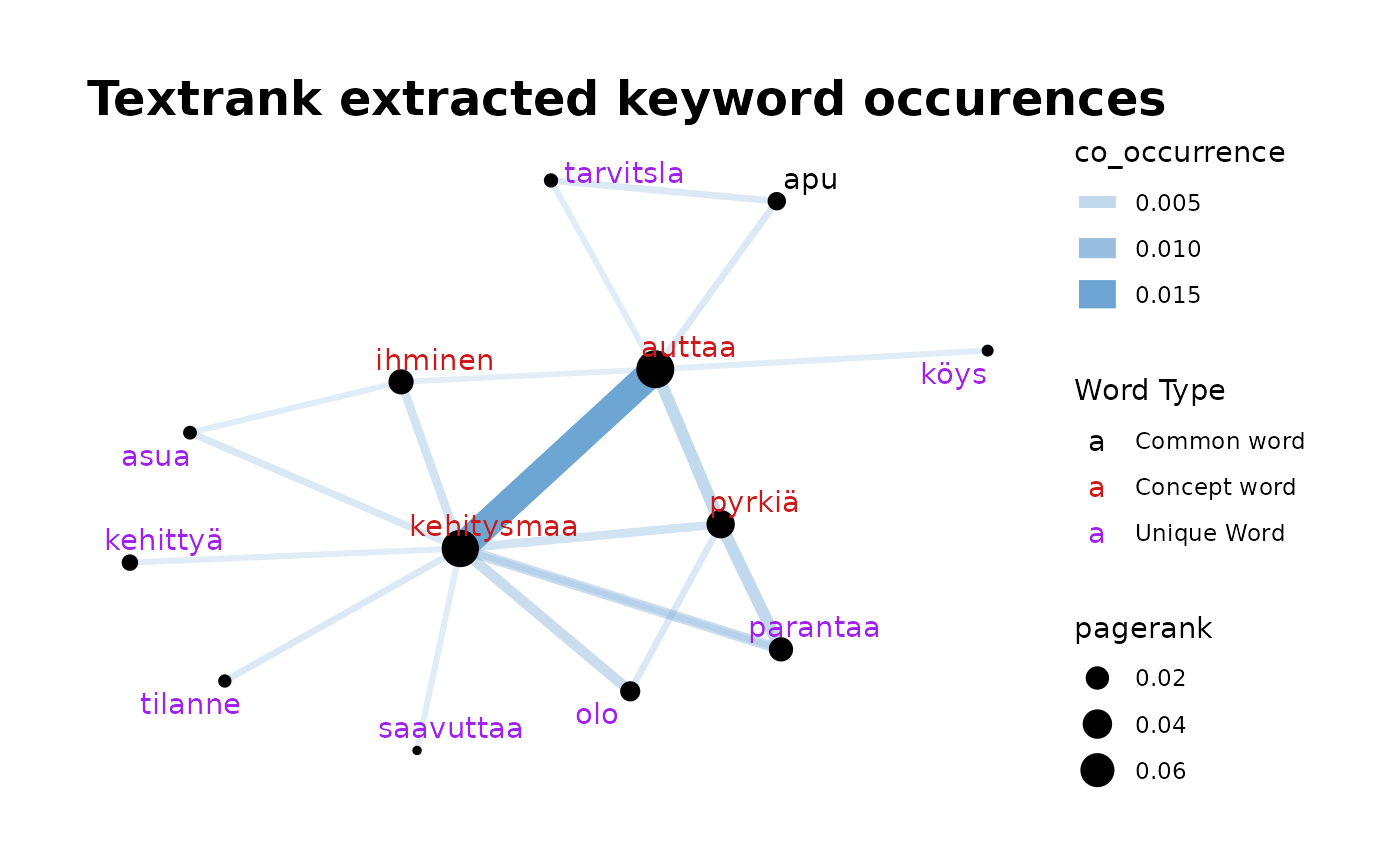 Textrank extracted keyword occurences
tarvitsla
apu
auttaa
ihminen
köys
asua
pyrkiä
kehitysmaa
kehittyä
parantaa
tilanne
olo
saavuttaa
co_occurrence
0.005
0.010
0.015
Word Type
a Common word
a Concept word
a Unique Word
pagerank
0.02
0.04
0.06